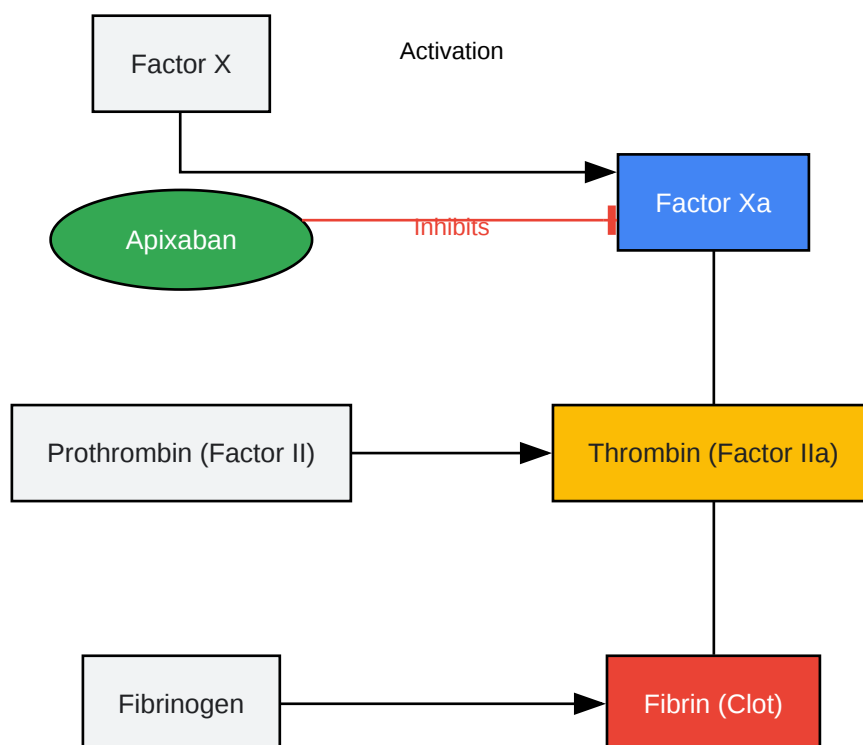 Factor X
Activation
Factor Xa
Apixaban
Inhibits
Prothrombin (Factor II)
Thrombin (Factor IIa)
Fibrinogen
Fibrin (Clot)